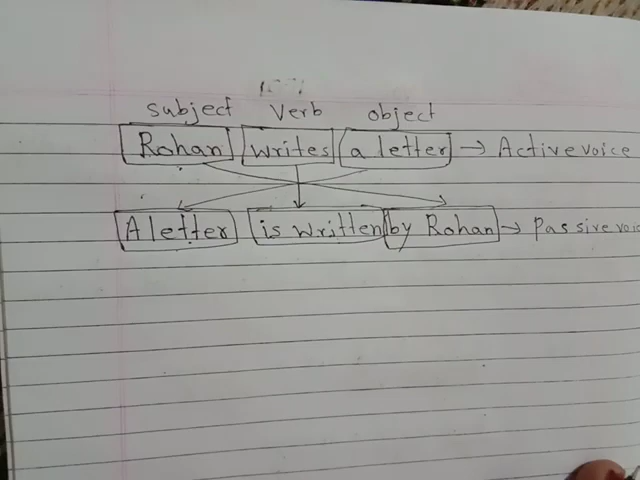 subject Verb object
Rohan writes a letter → Active voice
A letter is written by Rohan → Passive voic